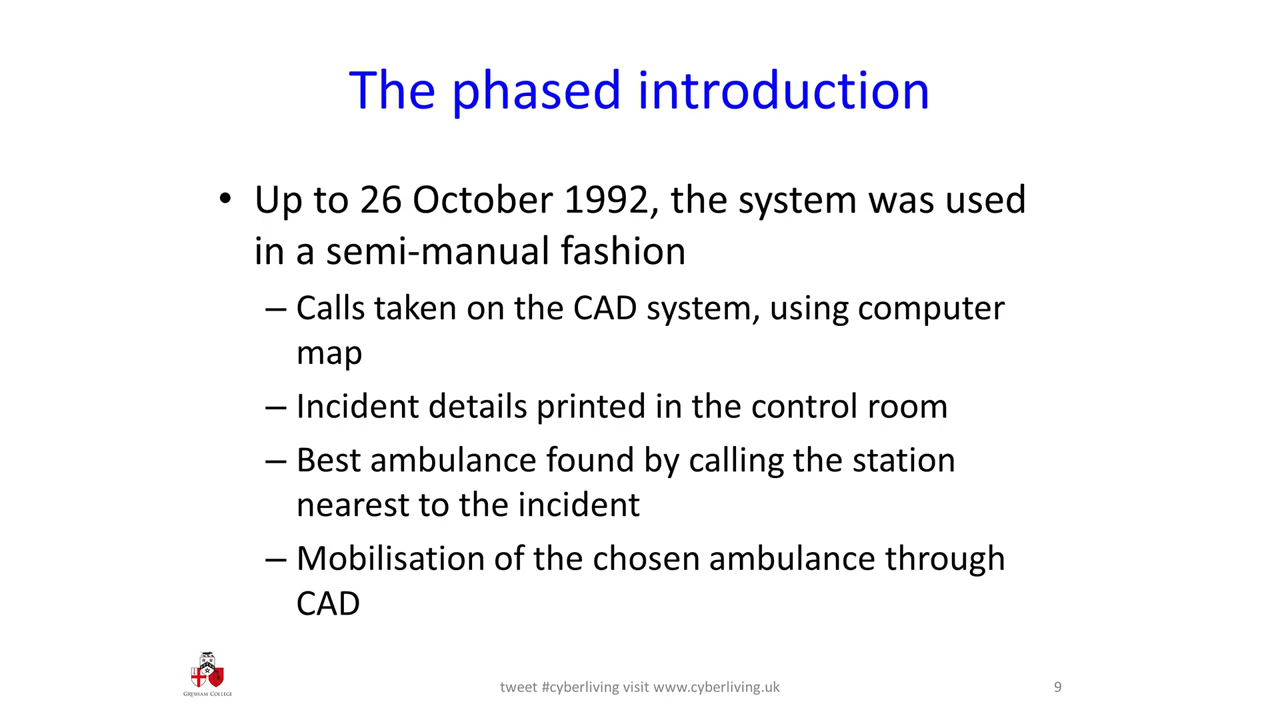 The phased introduction
• Up to 26 October 1992, the system was used
in a semi-manual fashion
– Calls taken on the CAD system, using computer
map
– Incident details printed in the control room
– Best ambulance found by calling the station
nearest to the incident
– Mobilisation of the chosen ambulance through
CAD
GRESHAM COLLEGE
tweet #cyberliving visit www.cyberliving.uk
9